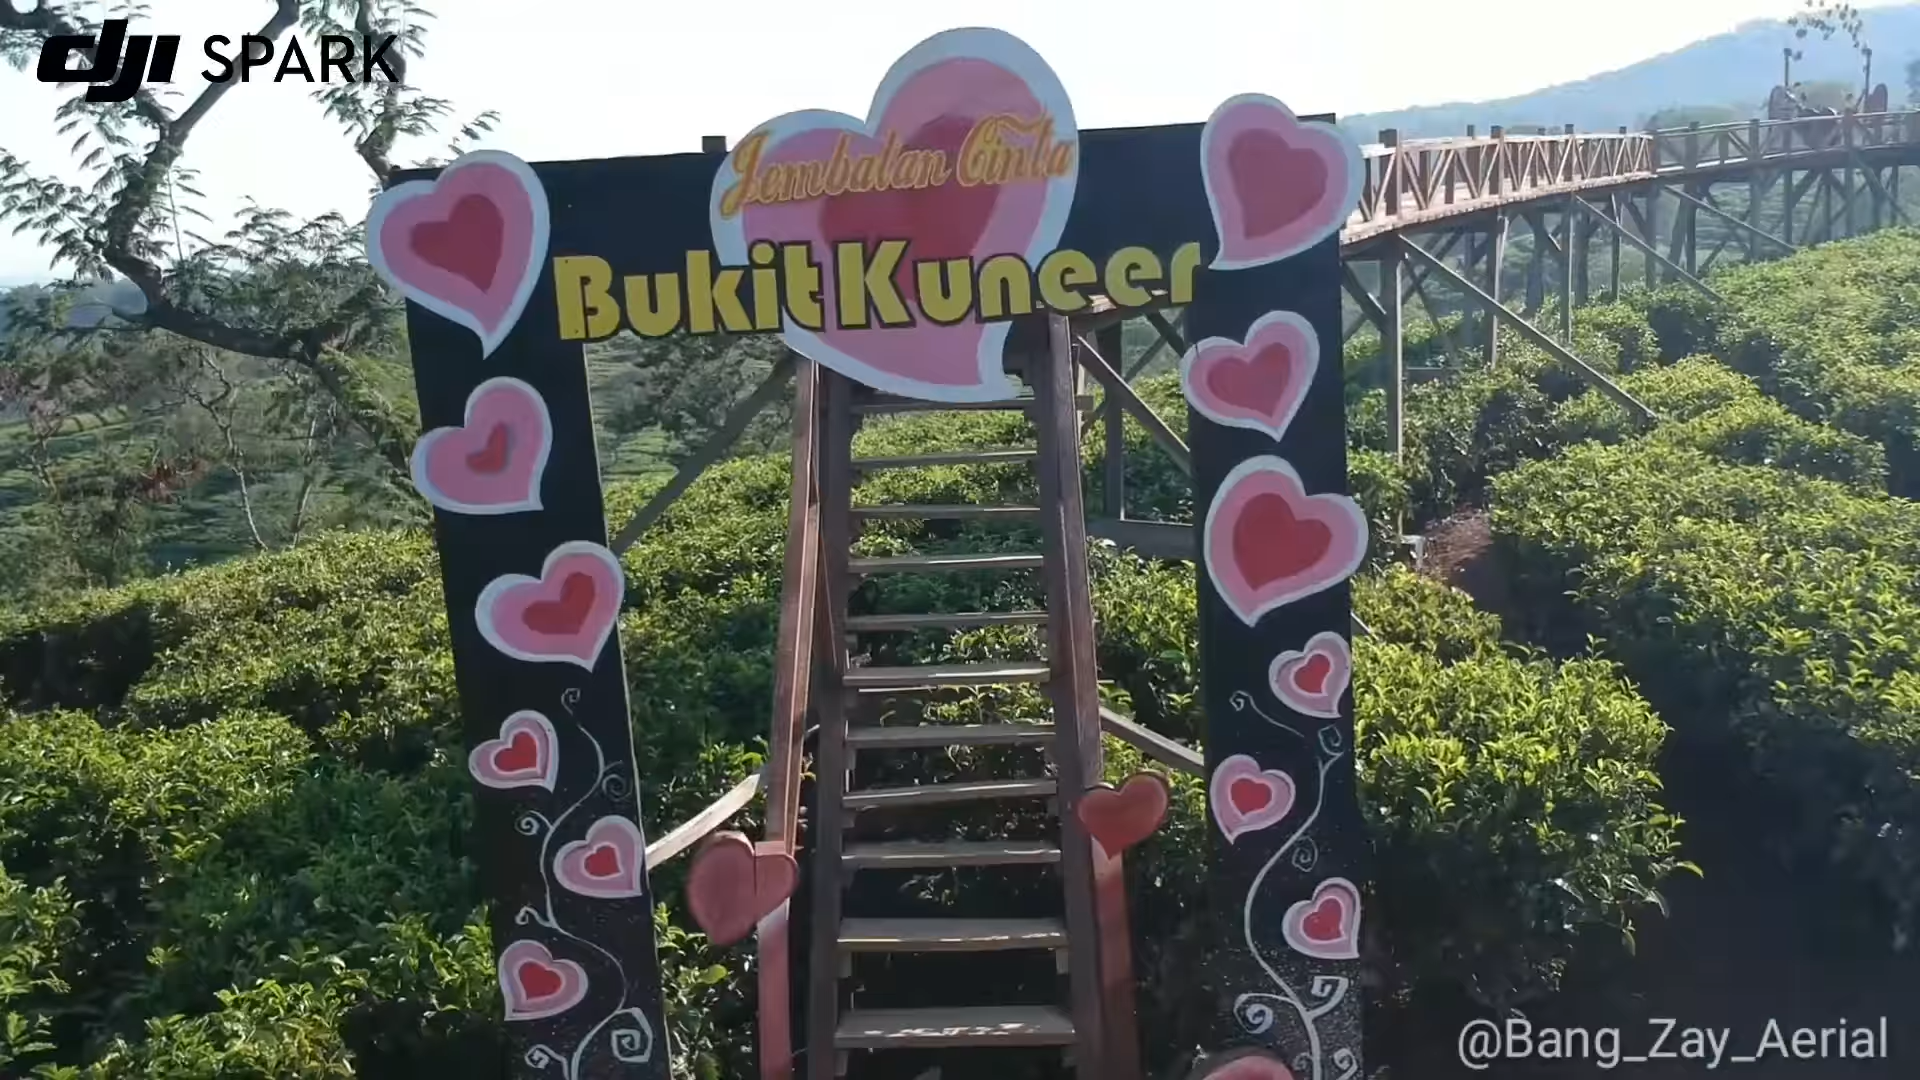 dji SPARK
Jembatan Cinta
Bukit Kuneer
@Bang_Zay_Aerial